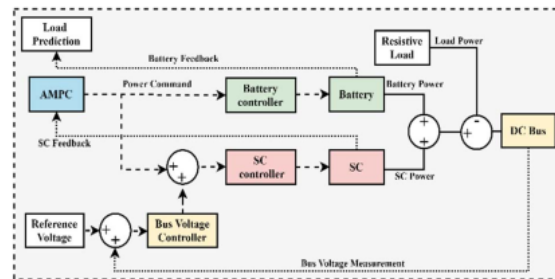 Load
Prediction
Resistive
Load
Load Power
Battery Feedback
AMPC
Power Command
Battery
controller
Battery
Battery Power
+
+
-
+
DC Bus
SC Feedback
+
+
SC
controller
SC
SC Power
Reference
Voltage
+
+
Bus Voltage
Controller
Bus Voltage Measurement